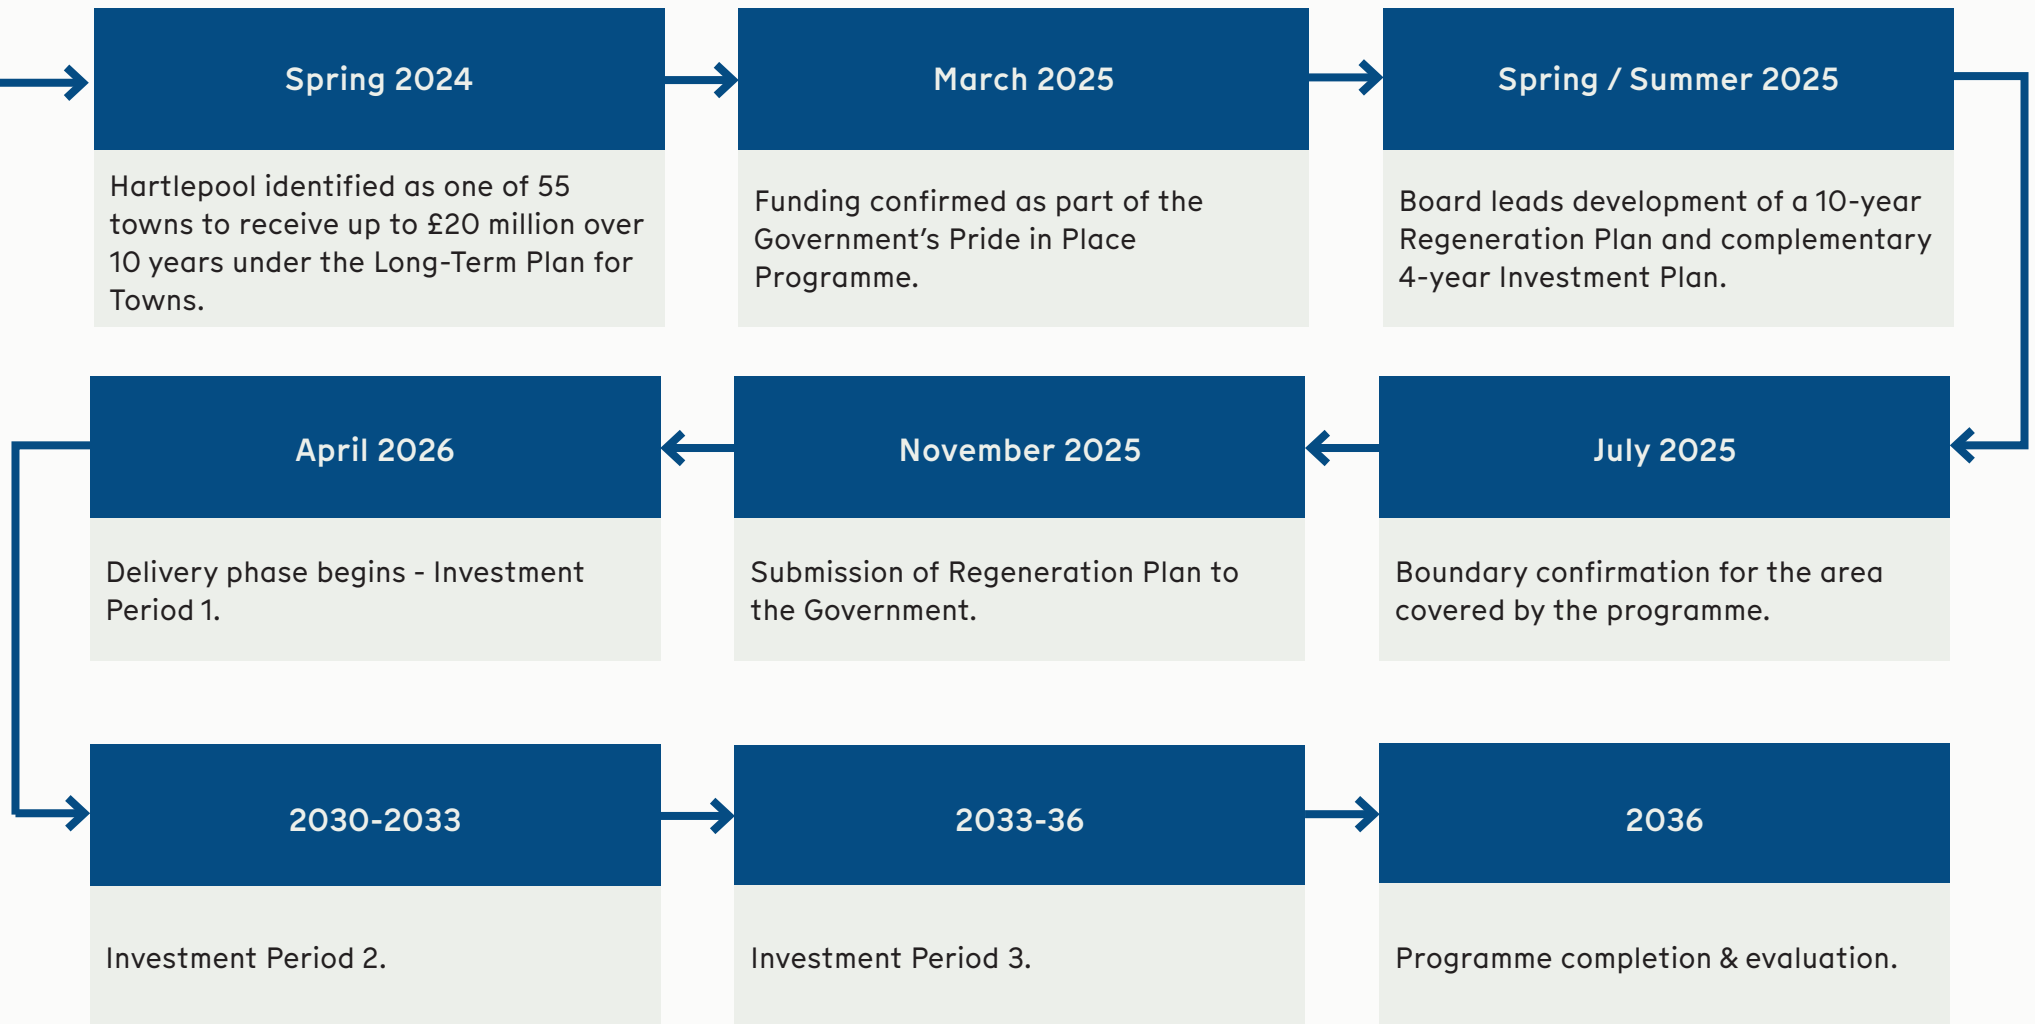 Spring 2024
Hartlepool identified as one of 55
towns to receive up to £20 million over
10 years under the Long-Term Plan for
Towns.
March 2025
Funding confirmed as part of the
Government’s Pride in Place
Programme.
Spring / Summer 2025
Board leads development of a 10-year
Regeneration Plan and complementary
4-year Investment Plan.
July 2025
Boundary confirmation for the area
covered by the programme.
November 2025
Submission of Regeneration Plan to
the Government.
April 2026
Delivery phase begins - Investment
Period 1.
2030-2033
Investment Period 2.
2033-36
Investment Period 3.
2036
Programme completion & evaluation.